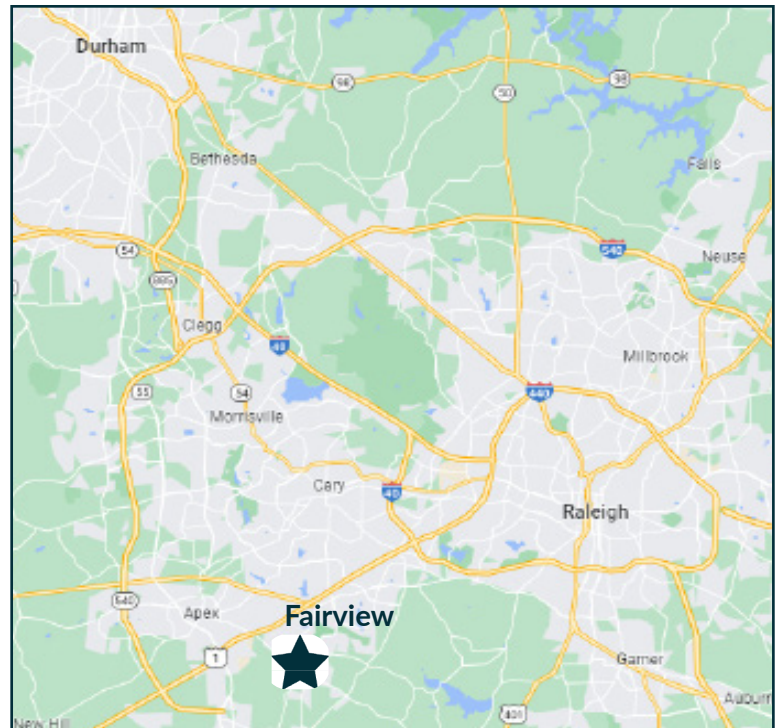 Durham
98
98
50
Bethesda
Falls
54
540
Neuse
885
Clegg
40
Millbrook
55
54
440
Morrisville
Cary
40
Raleigh
540
Apex
Fairview
1
Garner
Auburn
401
New Hill